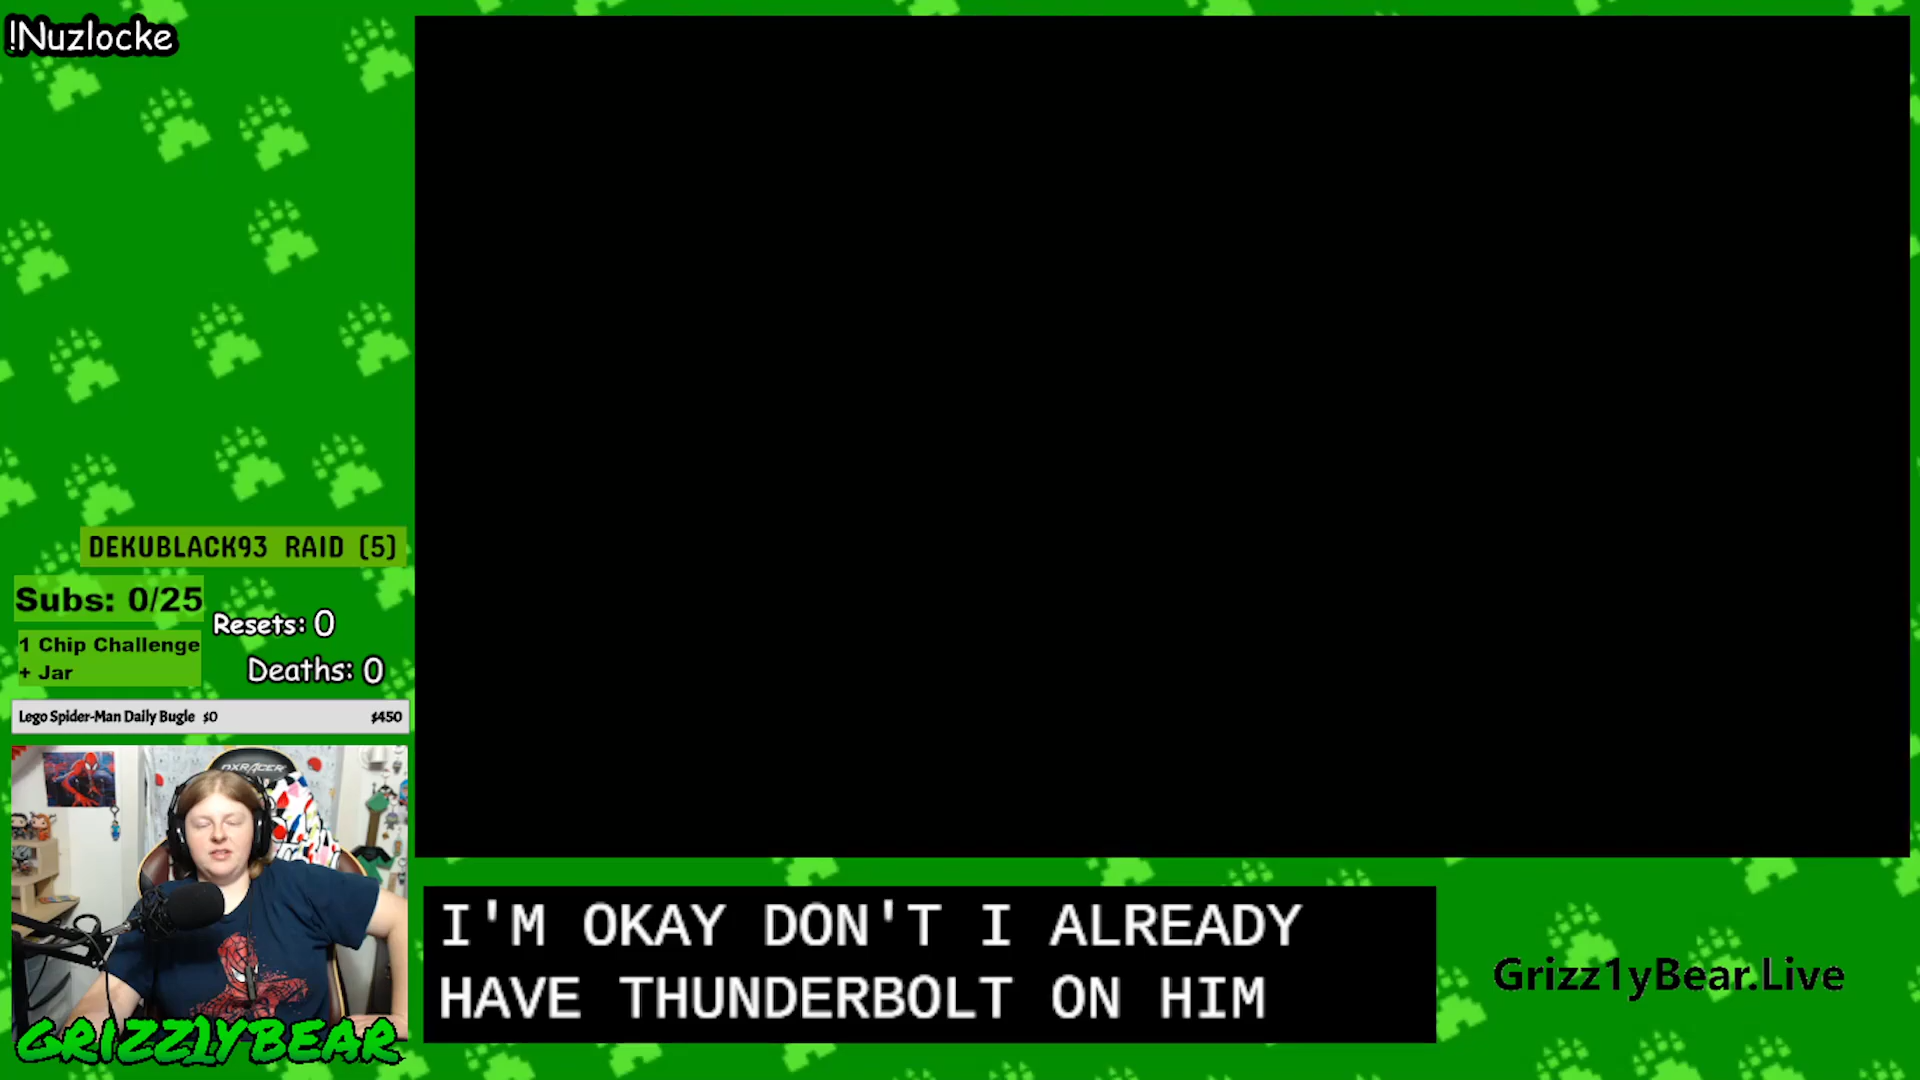 !Nuzlocke
DEKUBLACK93 RAID (5)
Subs: 0/25
Resets: 0
1 Chip Challenge
+ Jar
Deaths: 0
Lego Spider-Man Daily Bugle $0 $450
DXRACER
GRIZZ1YBEAR
I'M OKAY DON'T I ALREADY
HAVE THUNDERBOLT ON HIM
Grizz1yBear.Live